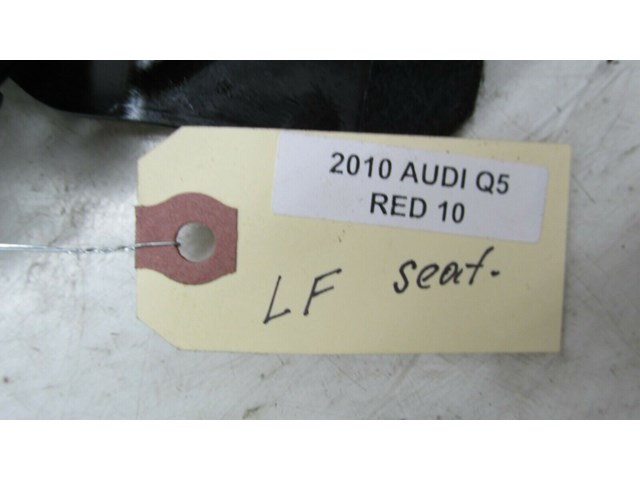 2010 AUDI Q5
RED 10
LF seat.